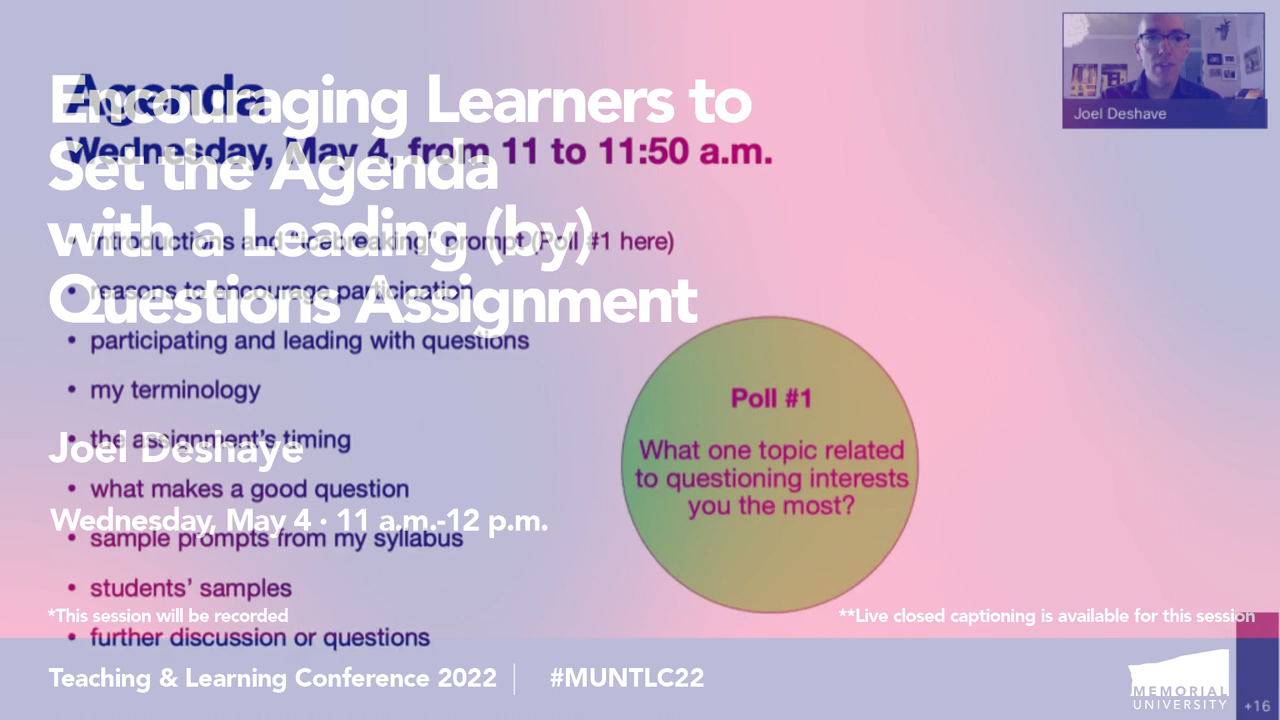 Agenda
Wednesday, May 4, from 11 to 11:50 a.m.
• introductions and "icebreaking" prompt (Poll #1 here)
• reasons to encourage participation
• participating and leading with questions
• my terminology
• the assignment's timing
• what makes a good question
• sample prompts from my syllabus
• students' samples
• further discussion or questions
Poll #1
What one topic related
to questioning interests
you the most?
Encouraging Learners to
Set the Agenda
with a Leading (by)
Questions Assignment
Joel Deshaye
Wednesday, May 4 · 11 a.m.-12 p.m.
*This session will be recorded
**Live closed captioning is available for this session
Teaching & Learning Conference 2022 | #MUNTLC22
Joel Deshave
MEMORIAL
UNIVERSITY
+16